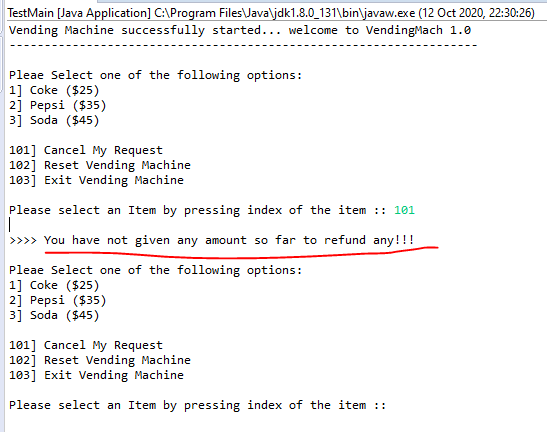 TestMain [Java Application] C:\Program Files\Java\jdk1.8.0_131\bin\javaw.exe (12 Oct 2020, 22:30:26)
Vending Machine successfully started... welcome to VendingMach 1.0
-------------------------------------------------------------------
Pleae Select one of the following options:
1] Coke ($25)
2] Pepsi ($35)
3] Soda ($45)
101] Cancel My Request
102] Reset Vending Machine
103] Exit Vending Machine
Please select an Item by pressing index of the item :: 101
>>>> You have not given any amount so far to refund any!!!
Pleae Select one of the following options:
1] Coke ($25)
2] Pepsi ($35)
3] Soda ($45)
101] Cancel My Request
102] Reset Vending Machine
103] Exit Vending Machine
Please select an Item by pressing index of the item ::